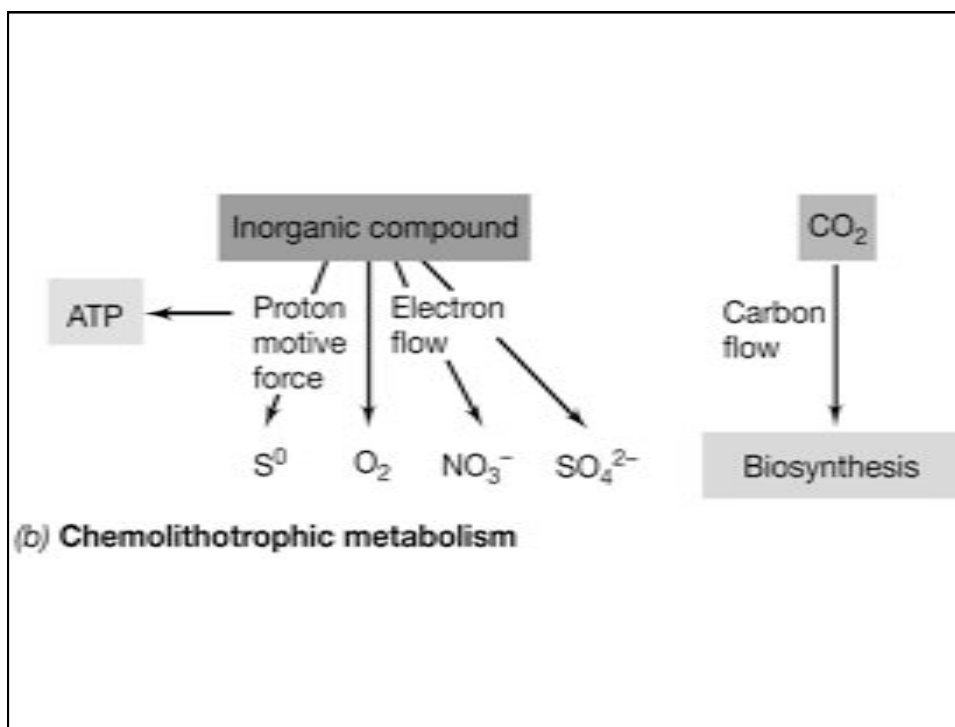 Inorganic compound
CO₂
ATP
Proton
motive
force
Electron
flow
Carbon
flow
S⁰
O₂
NO₃⁻
SO₄²⁻
Biosynthesis
(b) Chemolithotrophic metabolism